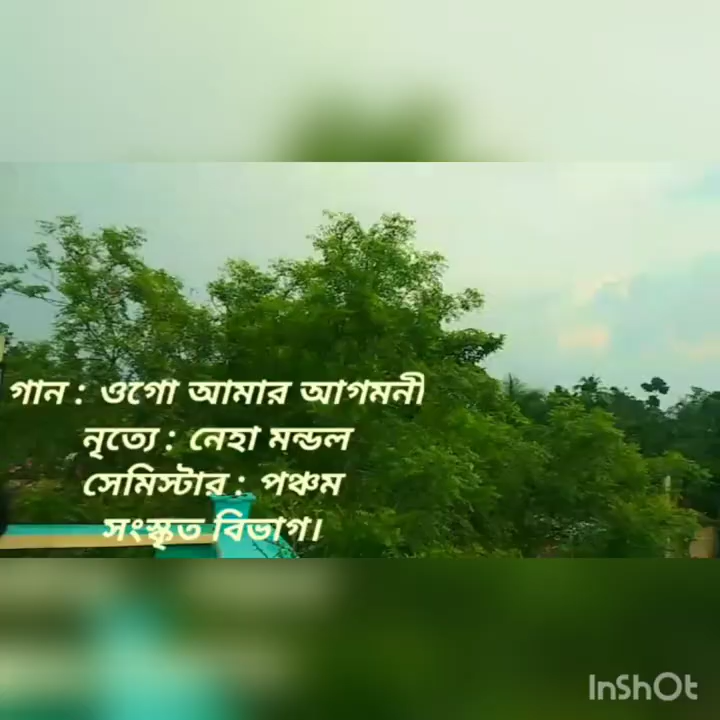 গান : ওগো আমার আগমনী
নৃত্যে : নেহা মন্ডল
সেমিস্টার : পঞ্চম
সংস্কৃত বিভাগ।
InShOt